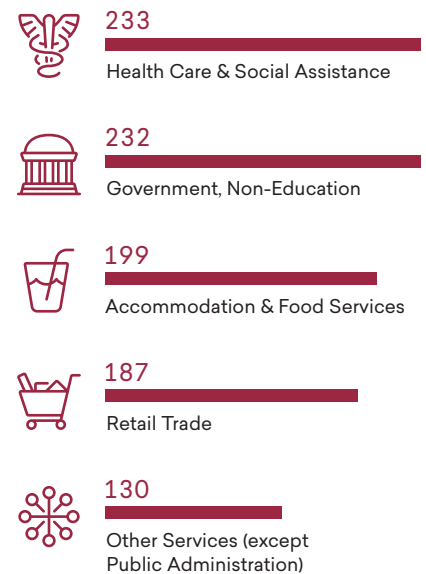 233
Health Care & Social Assistance
232
Government, Non-Education
199
Accommodation & Food Services
187
Retail Trade
130
Other Services (except
Public Administration)